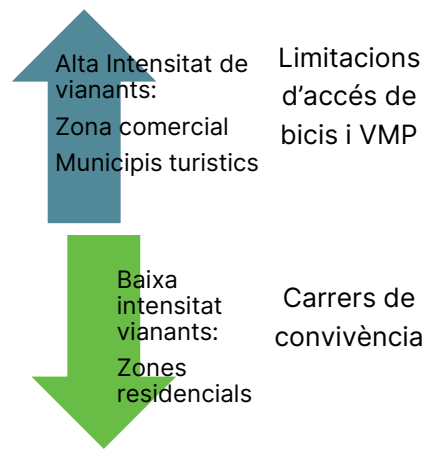 Alta Intensitat de
vianants:
Zona comercial
Municipis turistics
Limitacions
d’accés de
bicis i VMP
Baixa
intensitat
vianants:
Zones
residencials
Carrers de
convivència